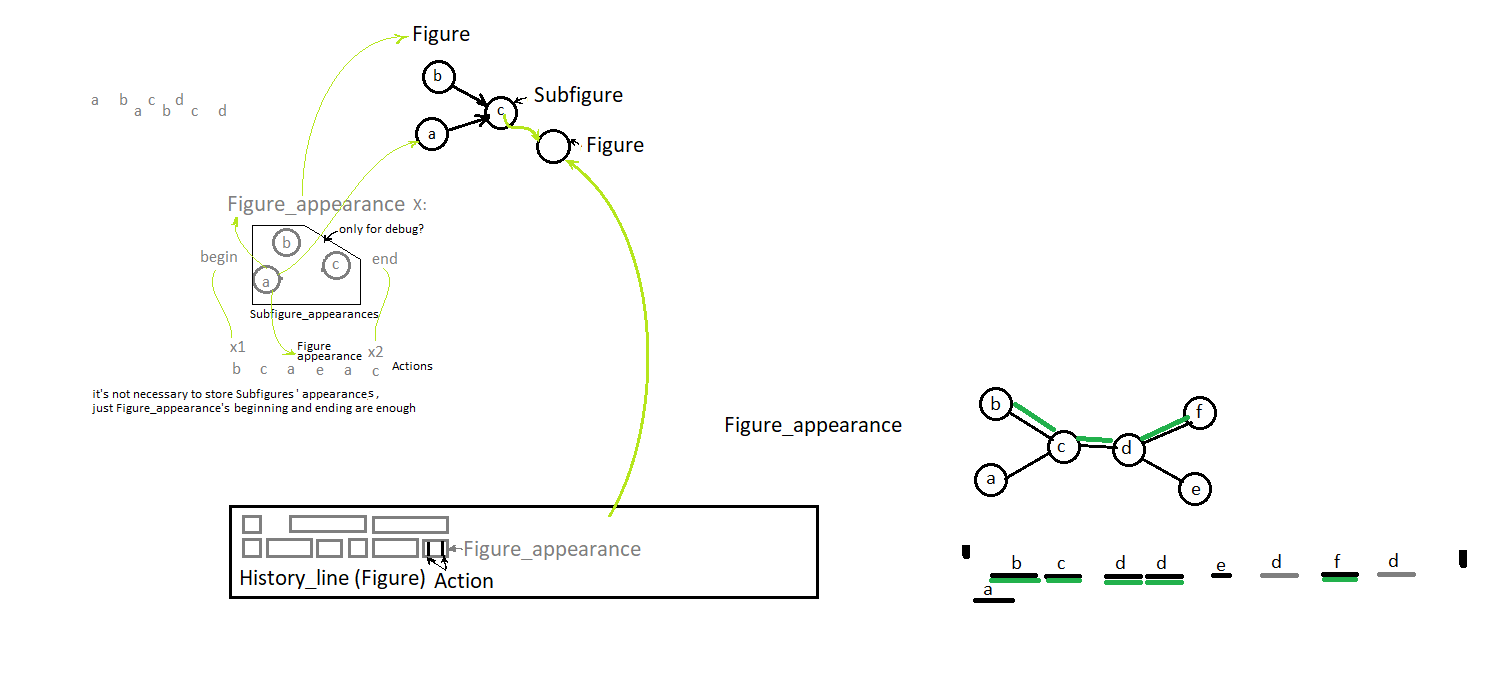 Figure
b
Subfigure
a b c d
a b c d
c
a
Figure
Figure_appearance X:
only for debug?
b
begin
c
end
a
Subfigure_appearances
x1
Figure
appearance
x2
b c a e a c
Actions
it's not necessary to store Subfigures' appearances,
just Figure_appearance's beginning and ending are enough
Figure_appearance
b
f
c
d
a
e
Figure_appearance
History_line (Figure)
Action
b c d d e d f d
a